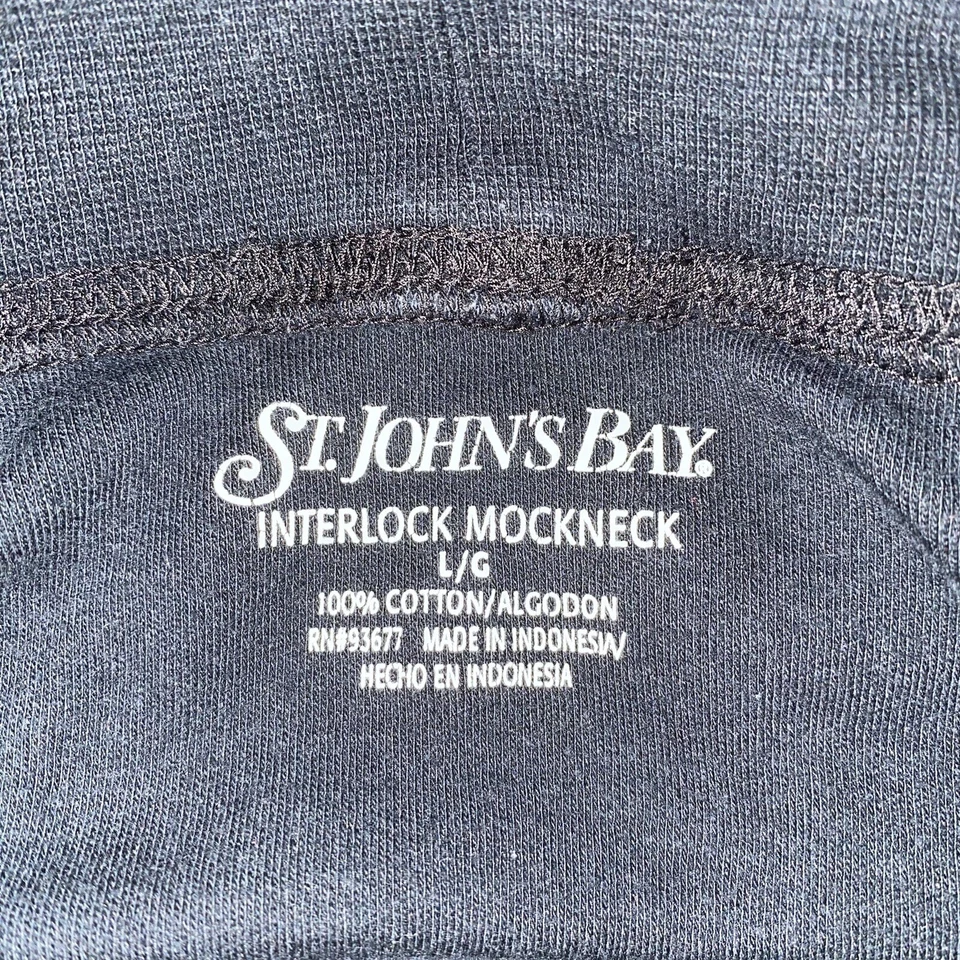 ST. JOHN'S BAY®
INTERLOCK MOCKNECK
L/G
100% COTTON/ALGODON
RN#93677 MADE IN INDONESIA/
HECHO EN INDONESIA